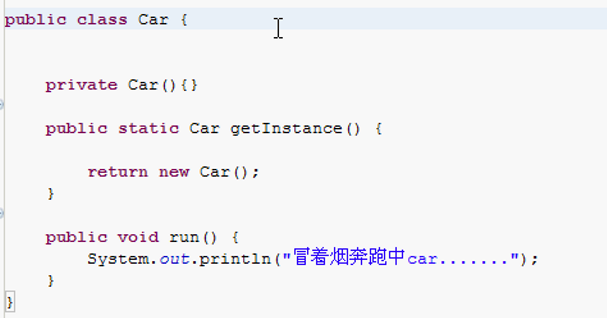 public class Car {
private Car(){}
public static Car getInstance() {
return new Car();
}
public void run() {
System.out.println("冒着烟奔跑中car.......");
}
}